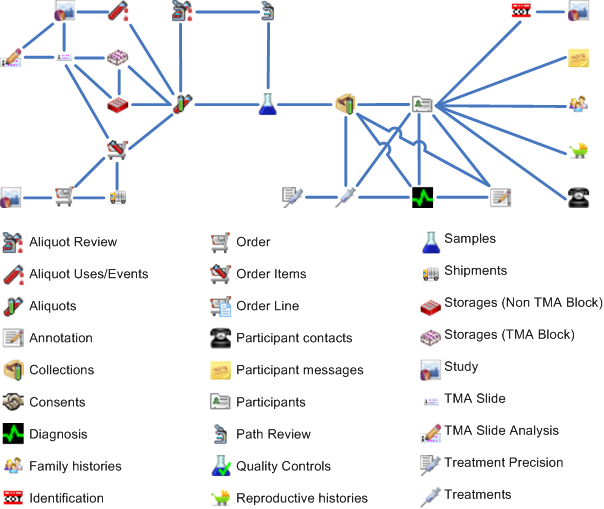 Aliquot Review
Aliquot Uses/Events
Aliquots
Annotation
Collections
Consents
Diagnosis
Family histories
Identification
Order
Order Items
Order Line
Participant contacts
Participant messages
Participants
Path Review
Quality Controls
Reproductive histories
Samples
Shipments
Storages (Non TMA Block)
Storages (TMA Block)
Study
TMA Slide
TMA Slide Analysis
Treatment Precision
Treatments